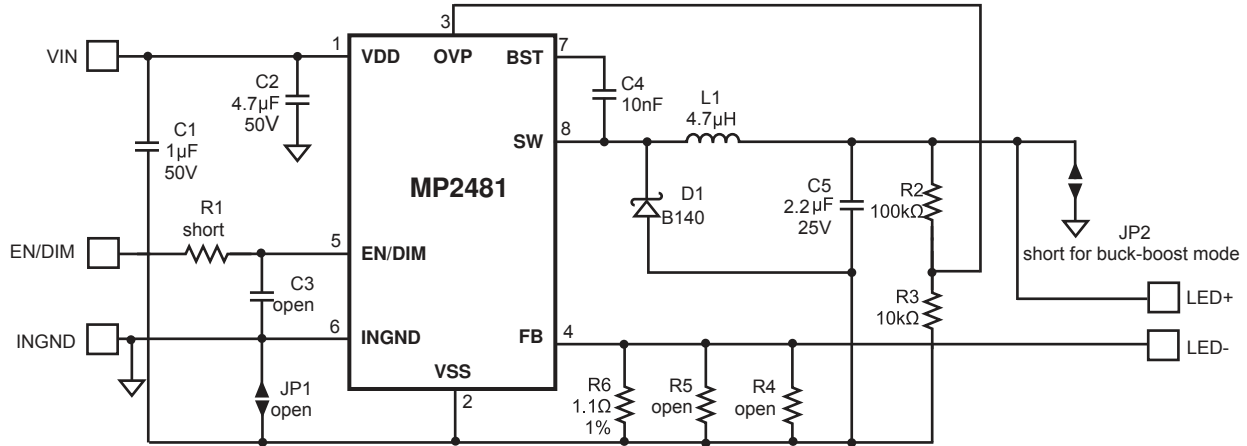 3
VIN
1
VDD
OVP
BST
7
C2
4.7µF
50V
C4
10nF
L1
4.7µH
C1
1µF
50V
SW
8
MP2481
D1
B140
C5
2.2µF
25V
R2
100kΩ
R1
short
EN/DIM
5
EN/DIM
JP2
short for buck-boost mode
C3
open
R3
10kΩ
LED+
INGND
6
INGND
FB
4
LED-
VSS
2
JP1
open
R6
1.1Ω
1%
R5
open
R4
open